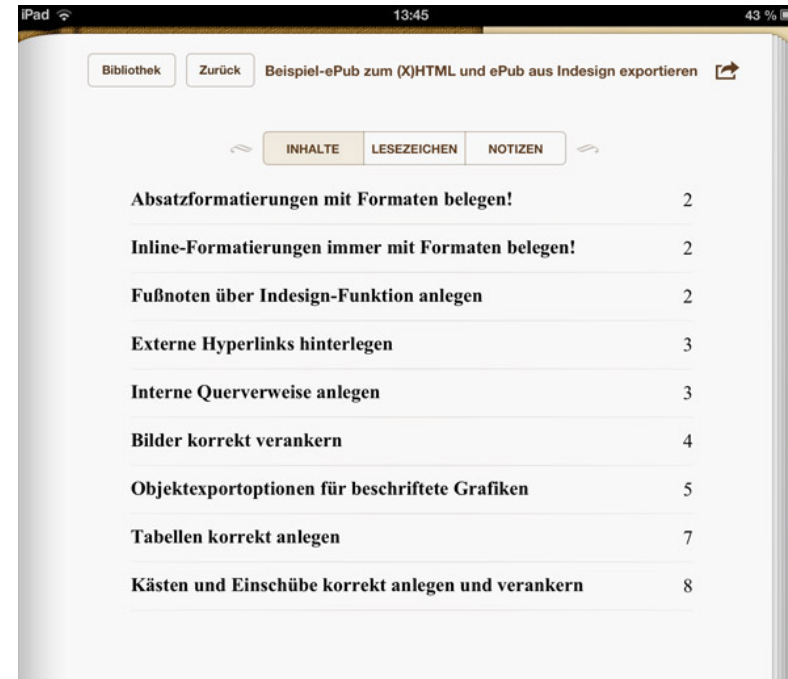 iPad 13:45 43 %
Bibliothek Zurück Beispiel-ePub zum (X)HTML und ePub aus Indesign exportieren
INHALTE LESEZEICHEN NOTIZEN
Absatzformatierungen mit Formaten belegen! 2
Inline-Formatierungen immer mit Formaten belegen! 2
Fußnoten über Indesign-Funktion anlegen 2
Externe Hyperlinks hinterlegen 3
Interne Querverweise anlegen 3
Bilder korrekt verankern 4
Objektexportoptionen für beschriftete Grafiken 5
Tabellen korrekt anlegen 7
Kästen und Einschübe korrekt anlegen und verankern 8